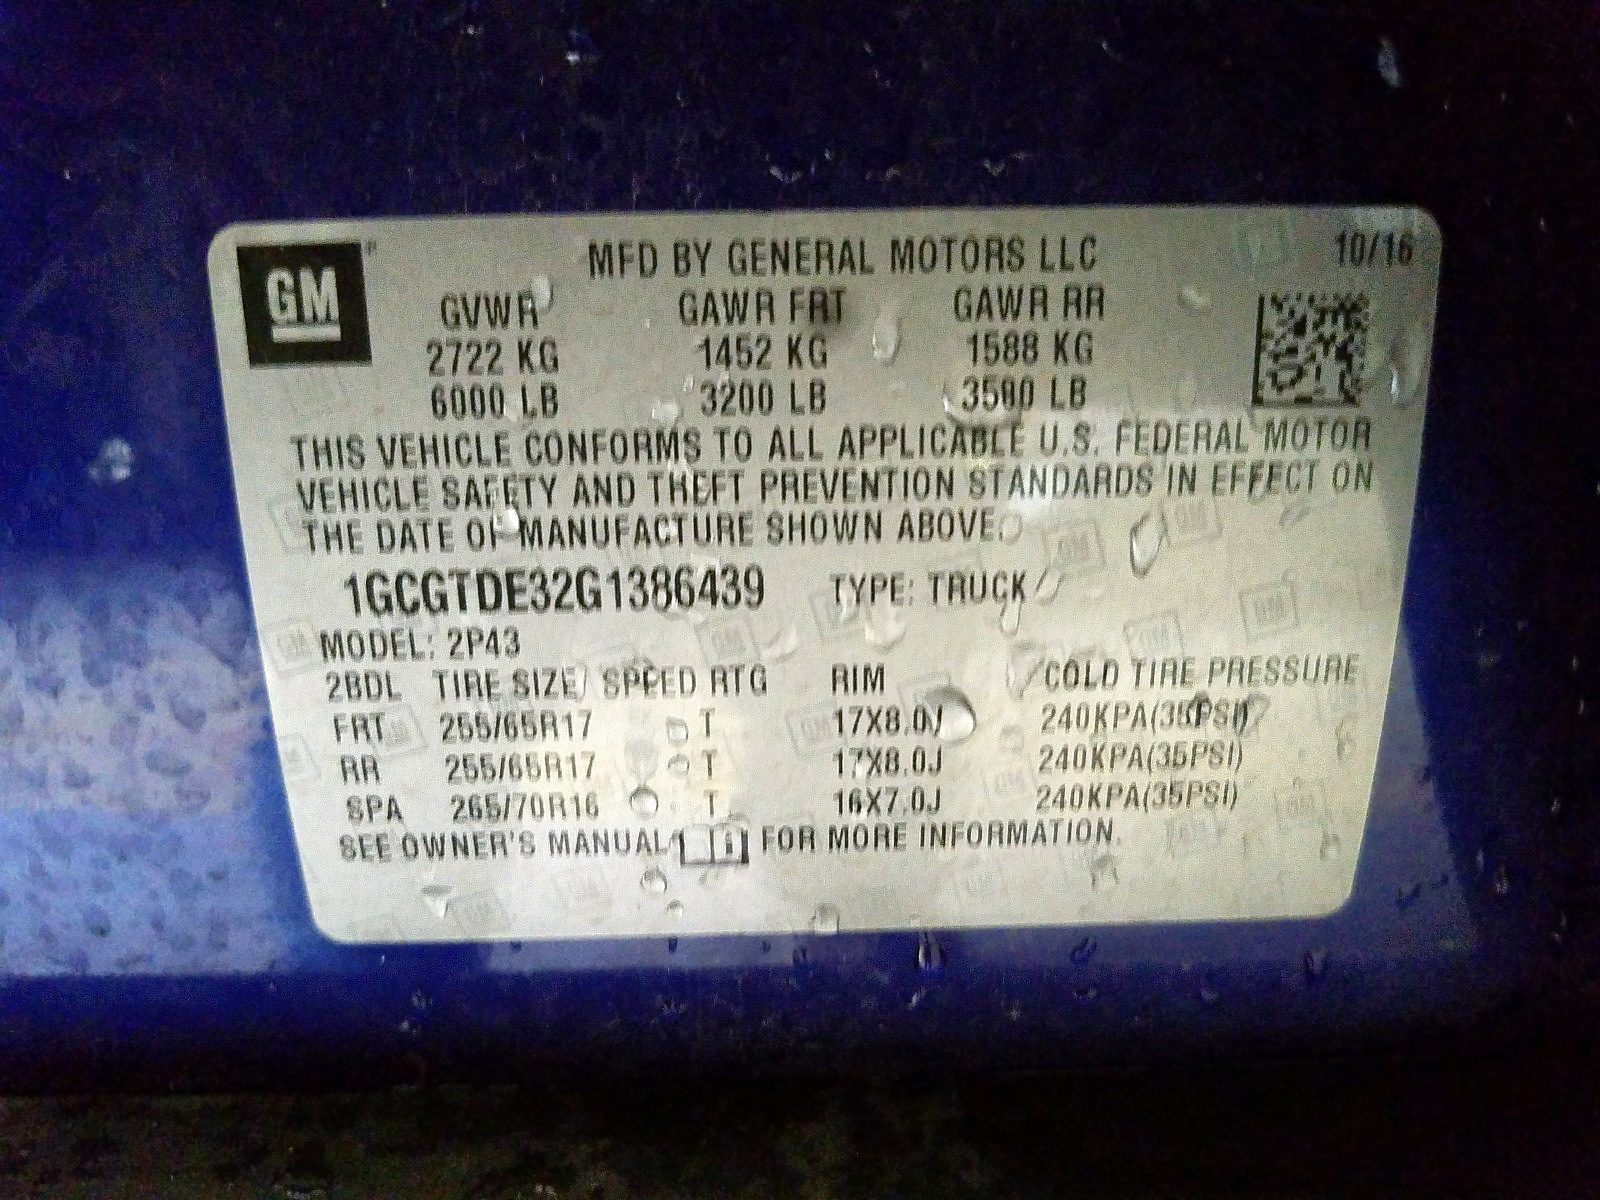 GM
MFD BY GENERAL MOTORS LLC 10/16
GVWR GAWR FRT GAWR RR
2722 KG 1452 KG 1588 KG
6000 LB 3200 LB 3500 LB
THIS VEHICLE CONFORMS TO ALL APPLICABLE U.S. FEDERAL MOTOR
VEHICLE SAFETY AND THEFT PREVENTION STANDARDS IN EFFECT ON
THE DATE OF MANUFACTURE SHOWN ABOVE.
1GCGTDE32G1386439 TYPE: TRUCK
MODEL: 2P43
2BDL TIRE SIZE SPEED RTG RIM COLD TIRE PRESSURE
FRT 255/65R17 T 17X8.0J 240KPA(35PSI)
RR 255/65R17 T 17X8.0J 240KPA(35PSI)
SPA 265/70R16 T 16X7.0J 240KPA(35PSI)
SEE OWNER'S MANUAL FOR MORE INFORMATION.